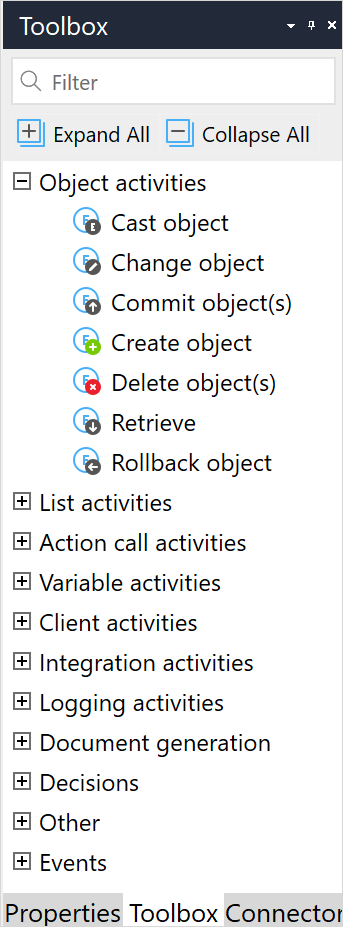 Toolbox
Filter
Expand All Collapse All
Object activities
Cast object
Change object
Commit object(s)
Create object
Delete object(s)
Retrieve
Rollback object
List activities
Action call activities
Variable activities
Client activities
Integration activities
Logging activities
Document generation
Decisions
Other
Events
Properties Toolbox Connector